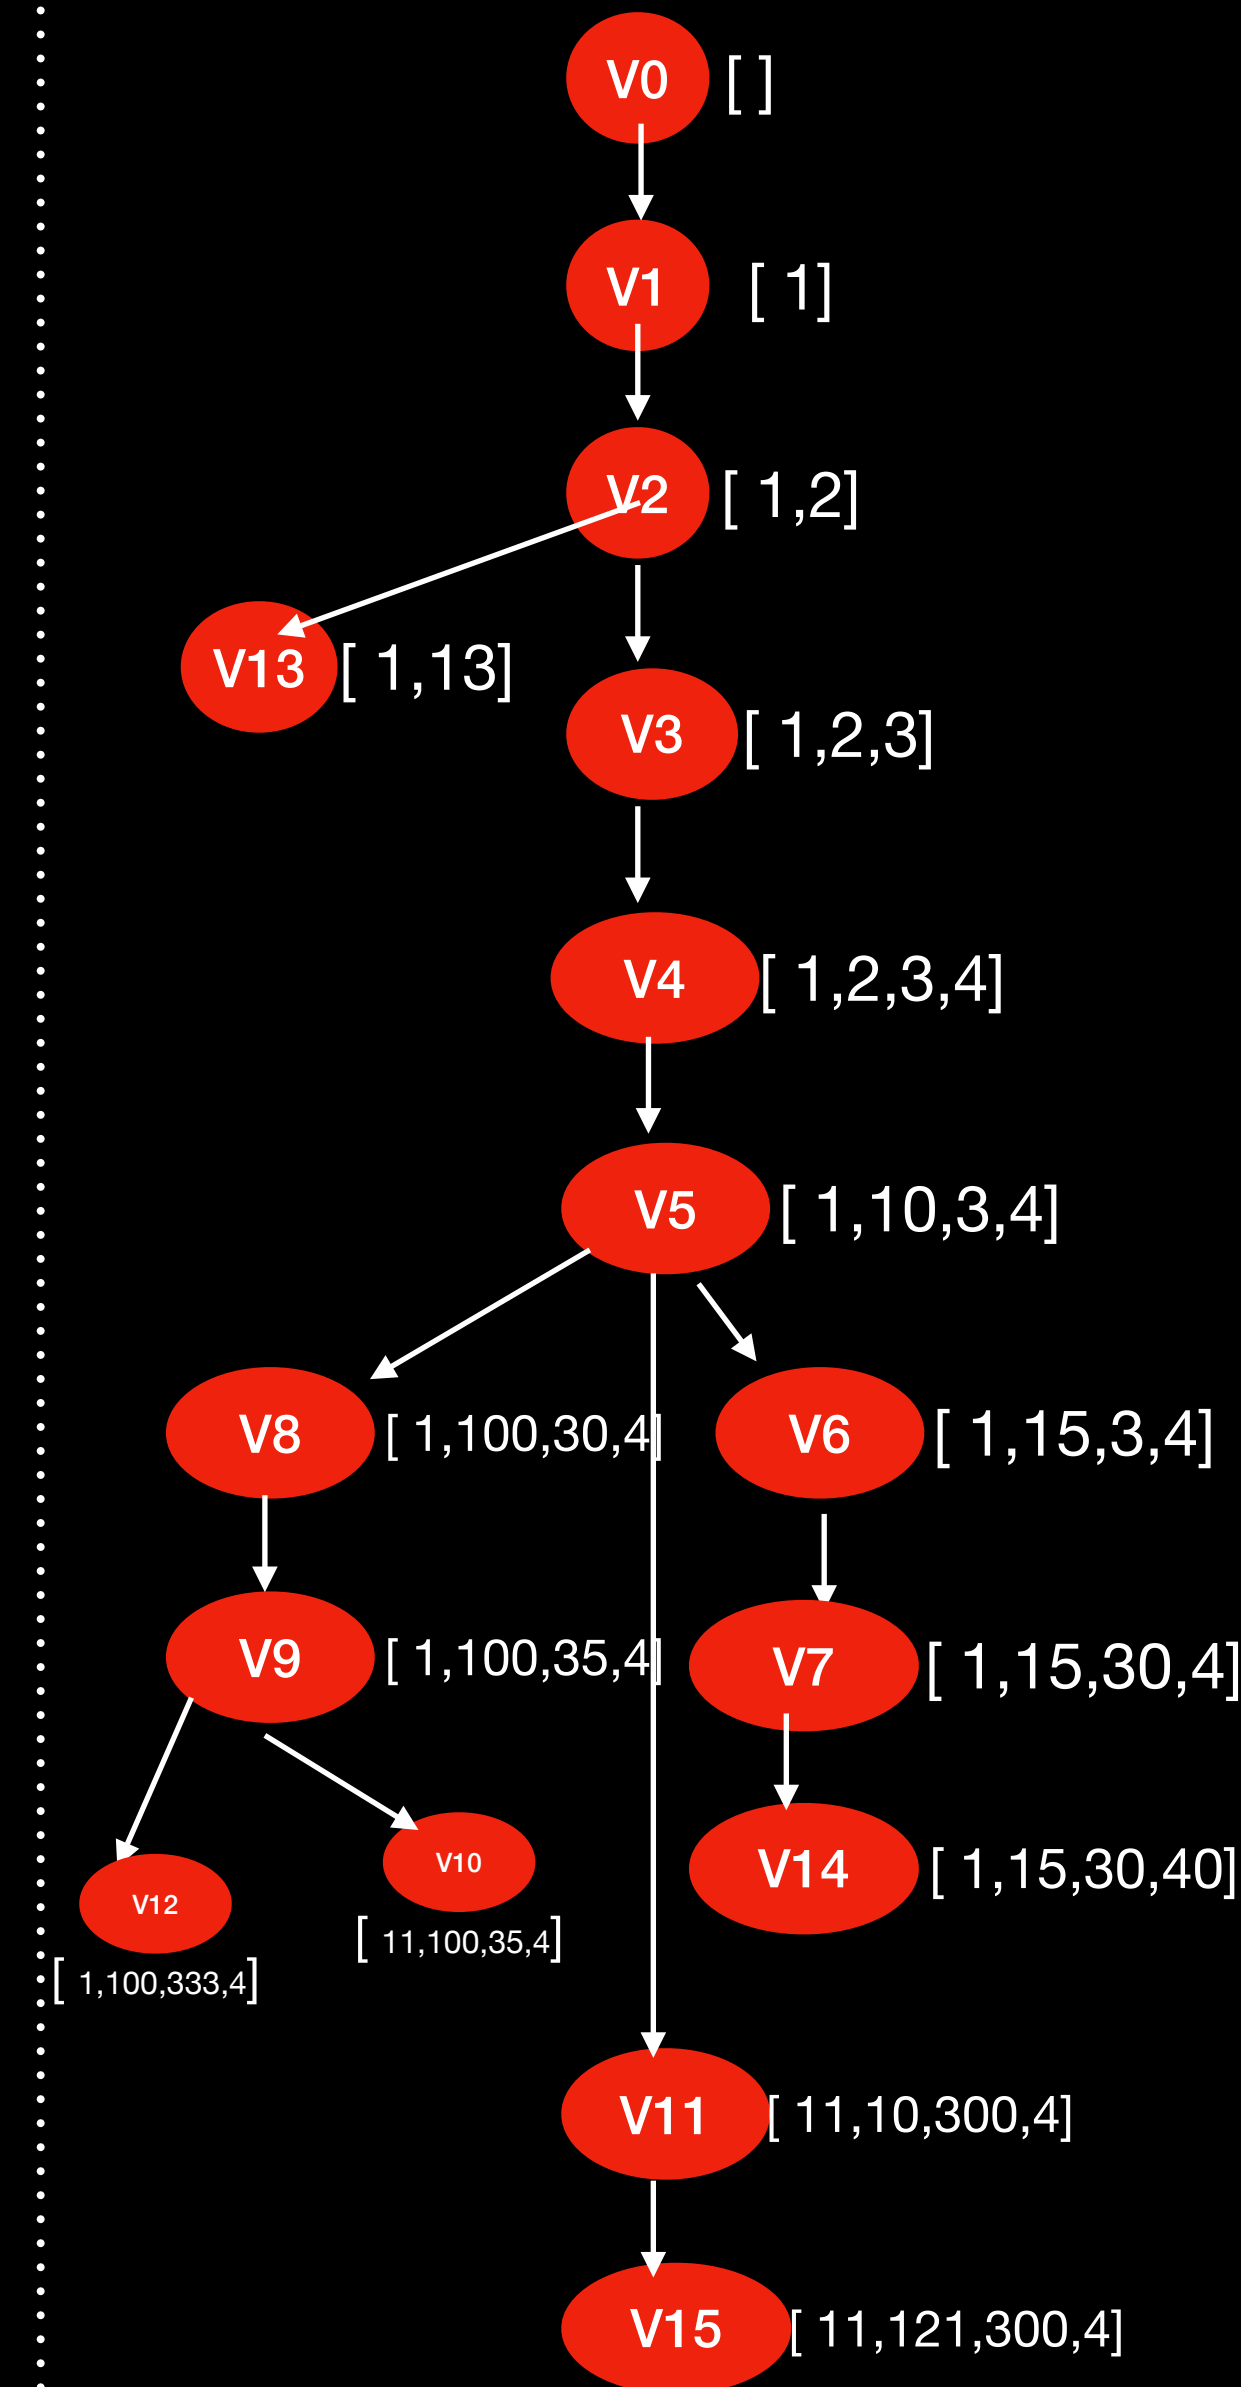 V0 [ ]
V1 [ 1]
V2 [ 1,2]
V13 [ 1,13]
V3 [ 1,2,3]
V4 [ 1,2,3,4]
V5 [ 1,10,3,4]
V8 [ 1,100,30,4]
V6 [ 1,15,3,4]
V9 [ 1,100,35,4]
V7 [ 1,15,30,4]
V10
[ 11,100,35,4]
V14 [ 1,15,30,40]
V12
[ 1,100,333,4]
V11 [ 11,10,300,4]
V15 [ 11,121,300,4]